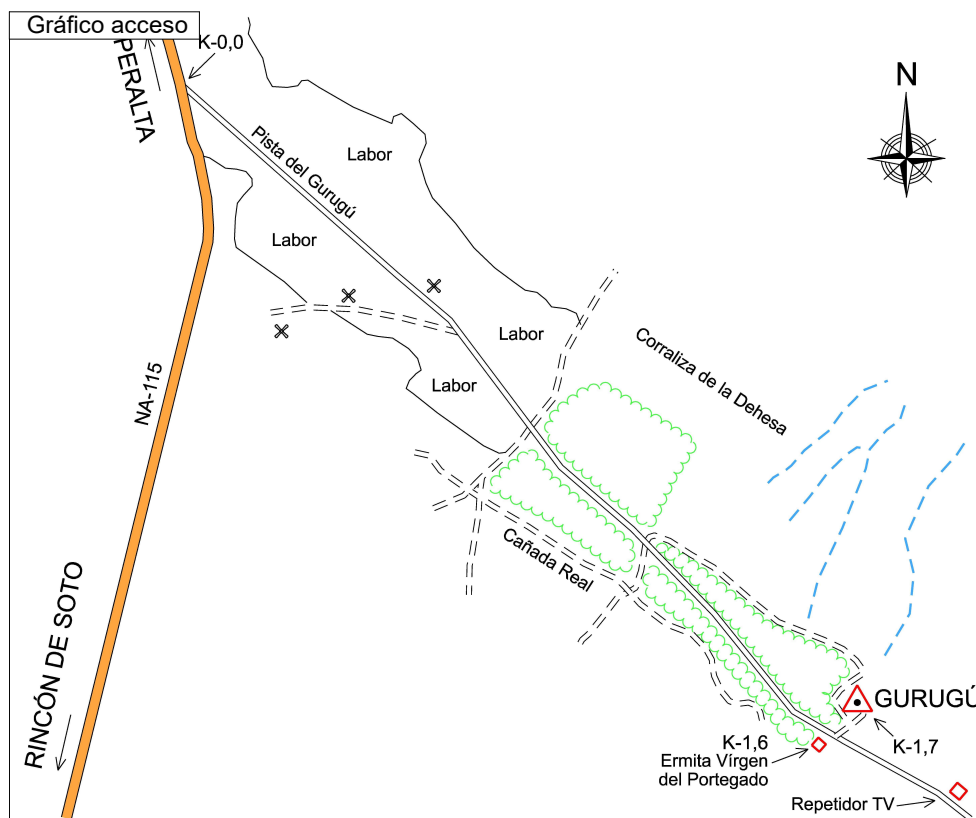 Gráfico acceso
K-0,0
PERALTA
N
Pista del Gurugú
Labor
Labor
Labor
Labor
Corraliza de la Dehesa
NA-115
Cañada Real
RINCÓN DE SOTO
GURUGÚ
K-1,7
K-1,6
Ermita Vírgen
del Portegado
Repetidor TV